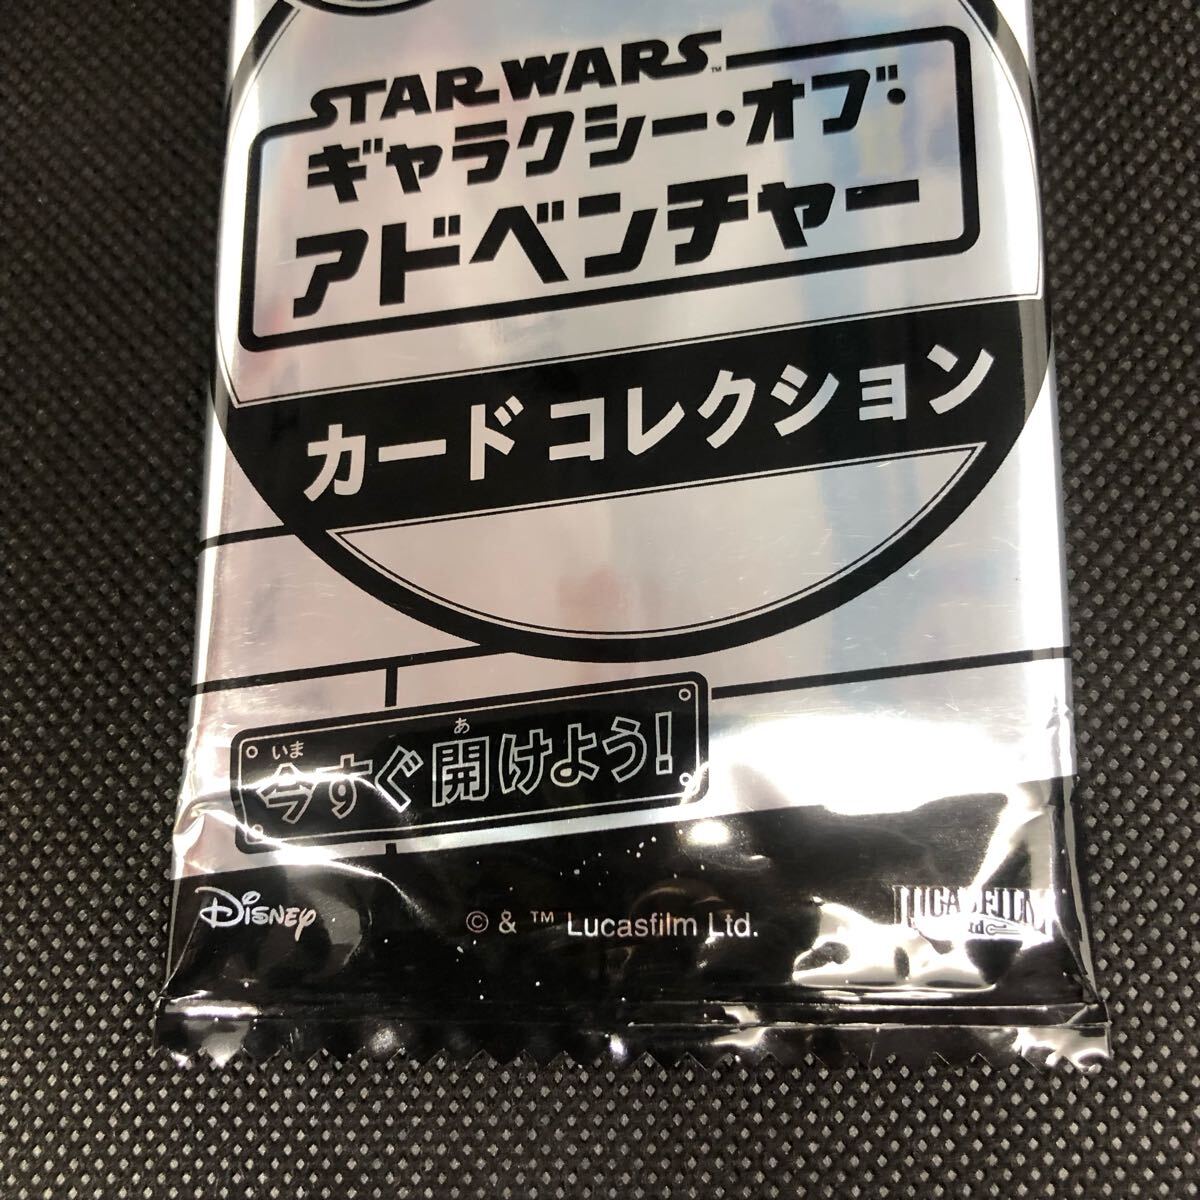 STAR WARS™
ギャラクシー・オブ・
アドベンチャー
カードコレクション
いま あ
今すぐ開けよう!
Disney
© & ™ Lucasfilm Ltd.
LUCASFILM
Ltd